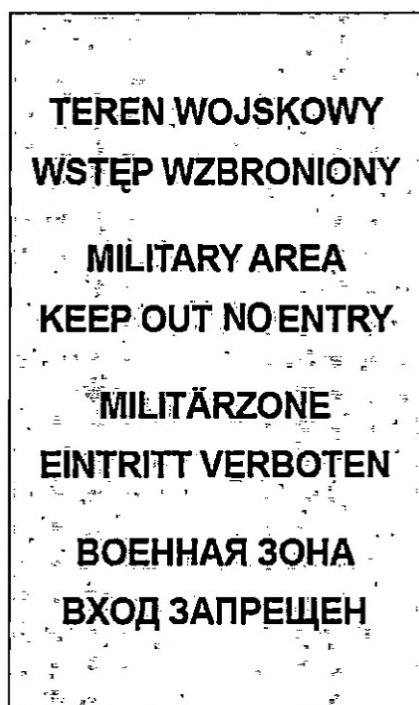 TEREN WOJSKOWY
WSTĘP WZBRONIONY
MILITARY AREA
KEEP OUT NO ENTRY
MILITÄRZONE
EINTRITT VERBOTEN
ВОЕННАЯ ЗОНА
ВХОД ЗАПРЕЩЕН